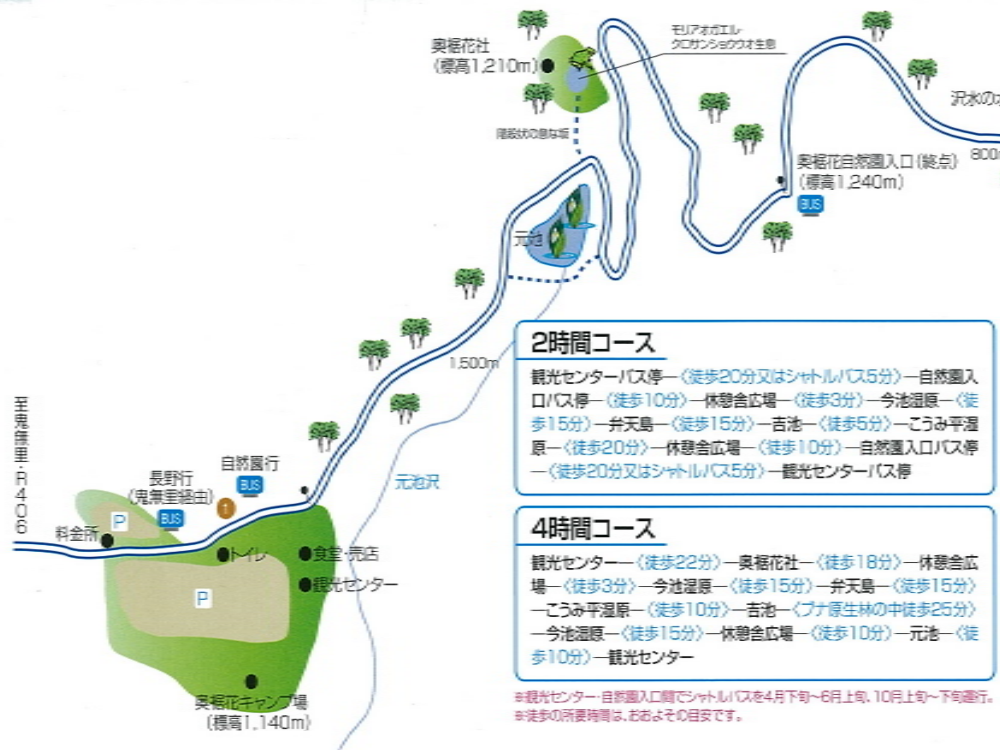 モリアオガエル・
クロサンショウウオ生息
奥裾花社
(標高1,210m)
階段状の急な坂
沢水の
800
奥裾花自然園入口(終点)
(標高1,240m)
BUS
元池
1,500m
元池沢
至鬼無里・R406
自然園行
BUS
長野行
(鬼無里経由)
BUS
1
料金所
P
トイレ
食堂・売店
観光センター
P
奥裾花キャンプ場
(標高1,140m)
2時間コース
観光センターバス停─〈徒歩20分又はシャトルバス5分〉─自然園入
口バス停─〈徒歩10分〉─休憩舎広場─〈徒歩3分〉─今池湿原─〈徒
歩15分〉─弁天島─〈徒歩15分〉─吉池─〈徒歩5分〉─こうみ平湿
原─〈徒歩20分〉─休憩舎広場─〈徒歩10分〉─自然園入口バス停
─〈徒歩20分又はシャトルバス5分〉─観光センターバス停
4時間コース
観光センター─〈徒歩22分〉─奥裾花社─〈徒歩18分〉─休憩舎広
場─〈徒歩3分〉─今池湿原─〈徒歩15分〉─弁天島─〈徒歩15分〉
─こうみ平湿原─〈徒歩10分〉─吉池─〈ブナ原生林の中徒歩25分〉
─今池湿原─〈徒歩15分〉─休憩舎広場─〈徒歩10分〉─元池─〈徒
歩10分〉─観光センター
※観光センター・自然園入口間でシャトルバスを4月下旬〜6月上旬、10月上旬〜下旬運行。
※徒歩の所要時間は、おおよその目安です。